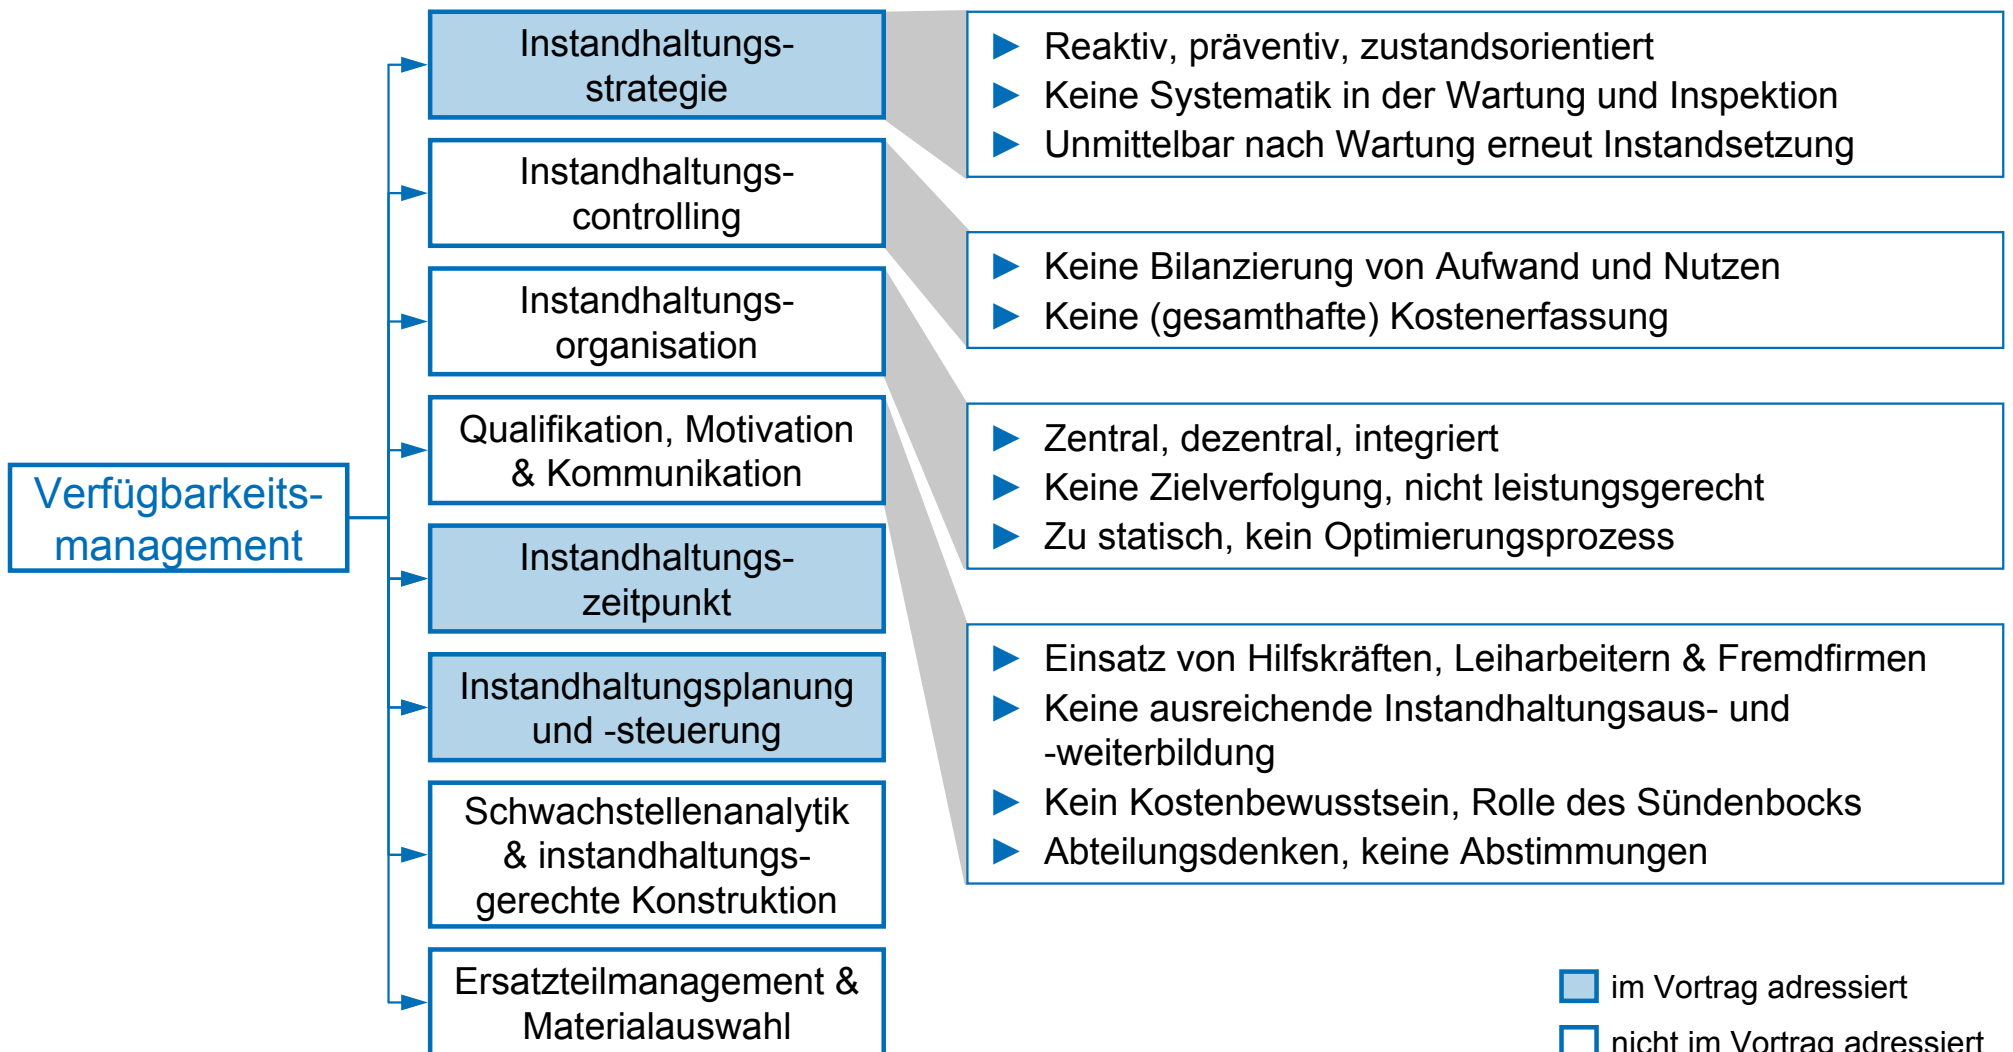 Verfügbarkeits-
management
Instandhaltungs-
strategie
Instandhaltungs-
controlling
Instandhaltungs-
organisation
Qualifikation, Motivation
& Kommunikation
Instandhaltungs-
zeitpunkt
Instandhaltungsplanung
und -steuerung
Schwachstellenanalytik
& instandhaltungs-
gerechte Konstruktion
Ersatzteilmanagement &
Materialauswahl
► Reaktiv, präventiv, zustandsorientiert
► Keine Systematik in der Wartung und Inspektion
► Unmittelbar nach Wartung erneut Instandsetzung
► Keine Bilanzierung von Aufwand und Nutzen
► Keine (gesamthafte) Kostenerfassung
► Zentral, dezentral, integriert
► Keine Zielverfolgung, nicht leistungsgerecht
► Zu statisch, kein Optimierungsprozess
► Einsatz von Hilfskräften, Leiharbeitern & Fremdfirmen
► Keine ausreichende Instandhaltungsaus- und
-weiterbildung
► Kein Kostenbewusstsein, Rolle des Sündenbocks
► Abteilungsdenken, keine Abstimmungen
im Vortrag adressiert
nicht im Vortrag adressiert